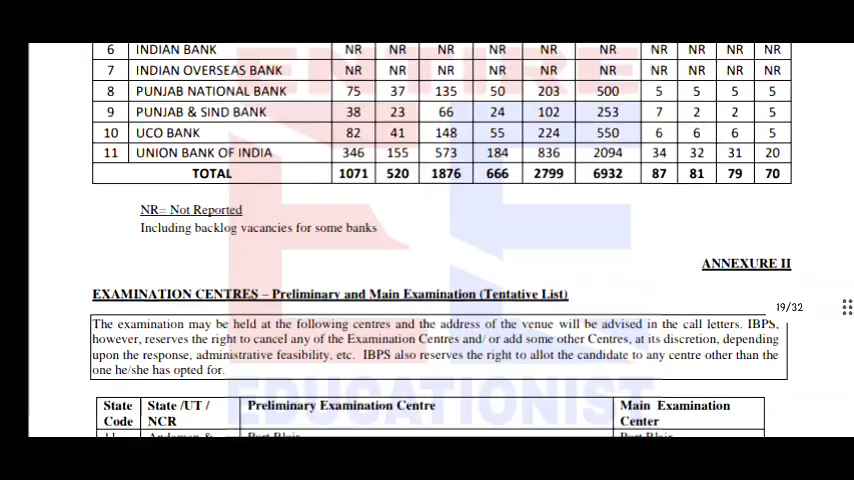 6 INDIAN BANK NR NR NR NR NR NR NR NR NR NR
7 INDIAN OVERSEAS BANK NR NR NR NR NR NR NR NR NR NR
8 PUNJAB NATIONAL BANK 75 37 135 50 203 500 5 5 5 5
9 PUNJAB & SIND BANK 38 23 66 24 102 253 7 2 2 5
10 UCO BANK 82 41 148 55 224 550 6 6 6 5
11 UNION BANK OF INDIA 346 155 573 184 836 2094 34 32 31 20
TOTAL 1071 520 1876 666 2799 6932 87 81 79 70
NR= Not Reported
Including backlog vacancies for some banks
ANNEXURE II
EXAMINATION CENTRES – Preliminary and Main Examination (Tentative List)
19/32
The examination may be held at the following centres and the address of the venue will be advised in the call letters. IBPS,
however, reserves the right to cancel any of the Examination Centres and/ or add some other Centres, at its discretion, depending
upon the response, administrative feasibility, etc. IBPS also reserves the right to allot the candidate to any centre other than the
one he/she has opted for.
State Code State /UT / NCR Preliminary Examination Centre Main Examination Center
11 Andaman & Port Blair Port Blair
ENTIRE
EDUCATIONIST